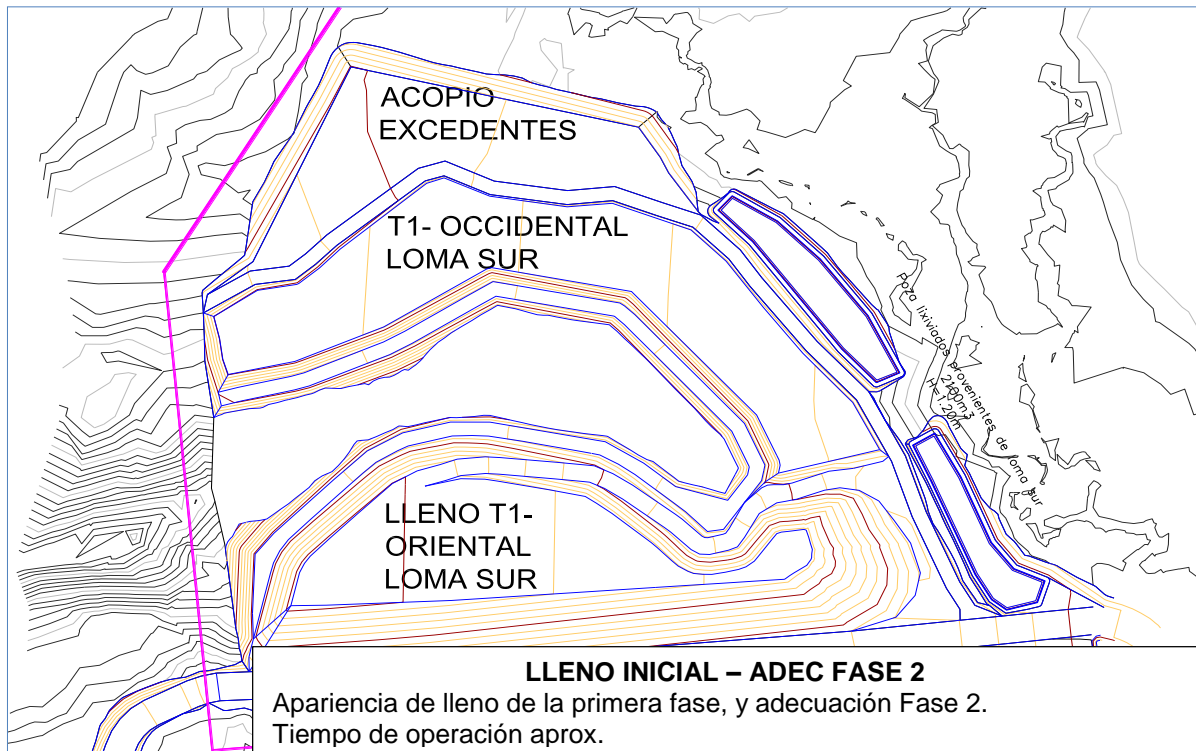 ACOPIO
EXCEDENTES
T1- OCCIDENTAL
LOMA SUR
Poza lixiviados provenientes de loma sur
2100m3
H=1.20m
LLENO T1-
ORIENTAL
LOMA SUR
LLENO INICIAL – ADEC FASE 2
Apariencia de lleno de la primera fase, y adecuación Fase 2.
Tiempo de operación aprox.